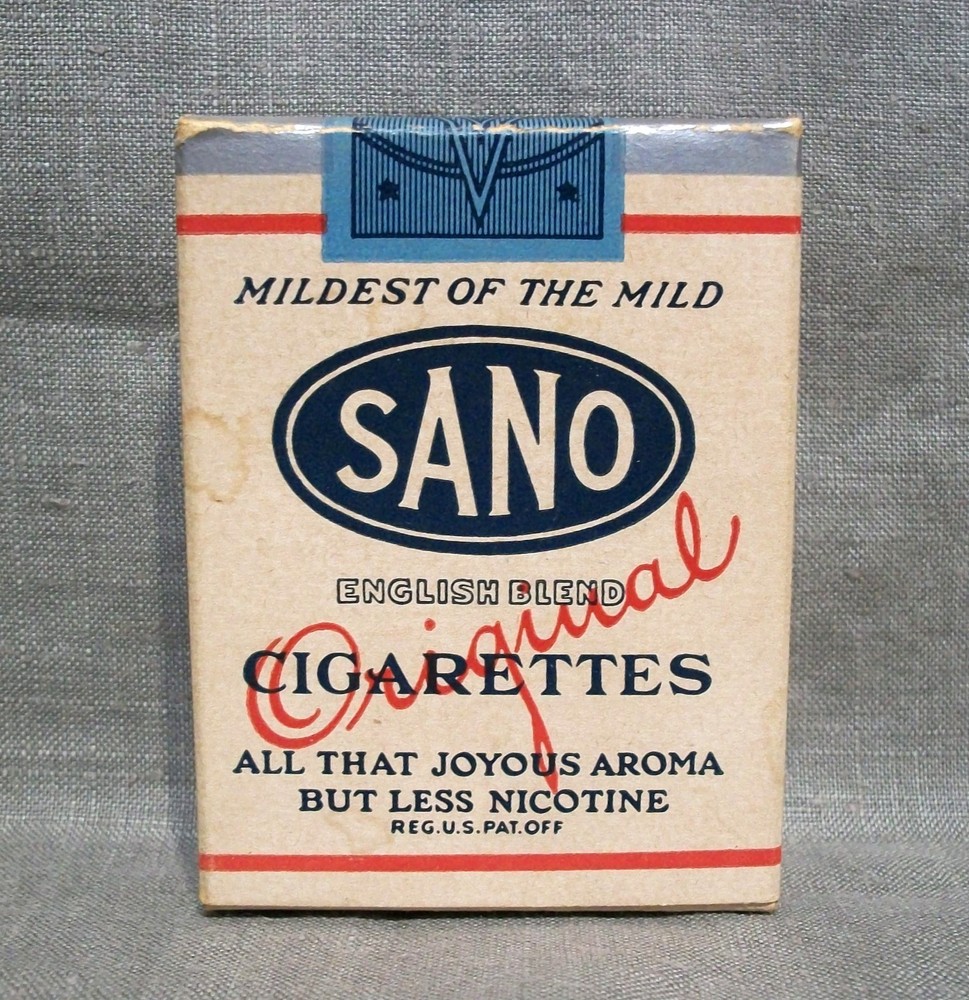 MILDEST OF THE MILD
SANO
ENGLISH BLEND
Original
CIGARETTES
ALL THAT JOYOUS AROMA
BUT LESS NICOTINE
REG.U.S.PAT.OFF